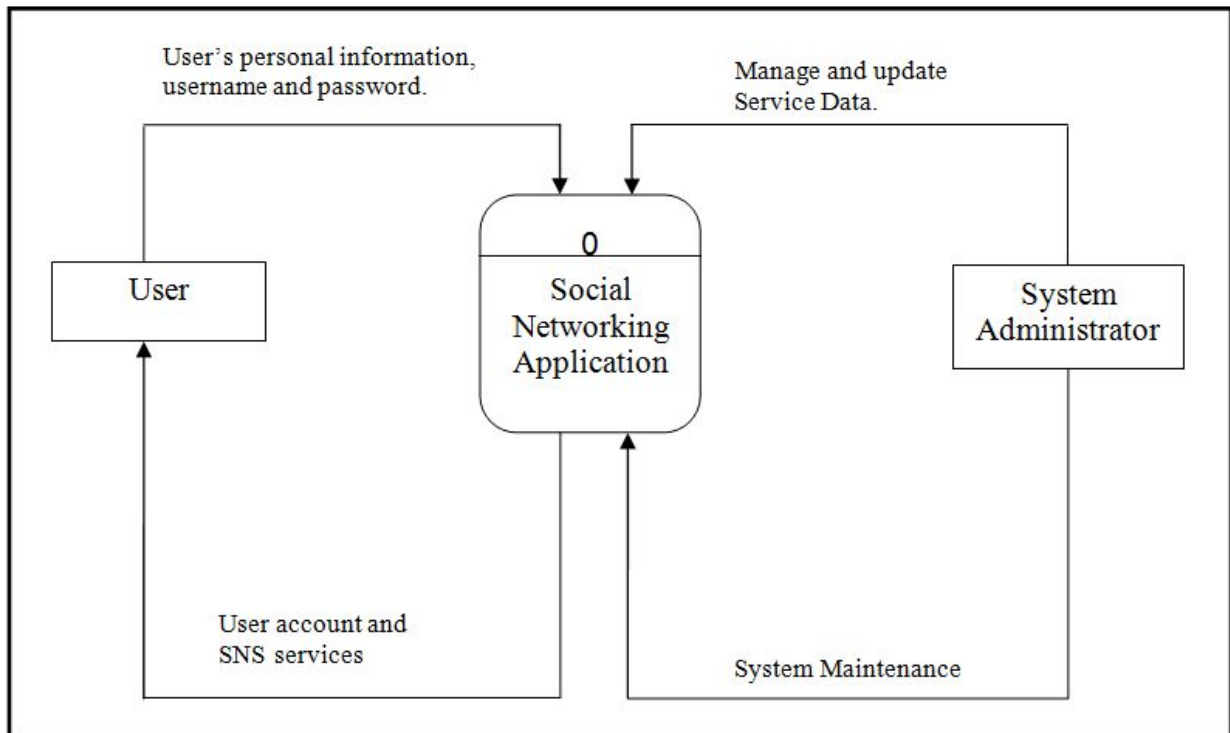 User’s personal information,
username and password.
Manage and update
Service Data.
0
User
Social
Networking
Application
System
Administrator
User account and
SNS services
System Maintenance